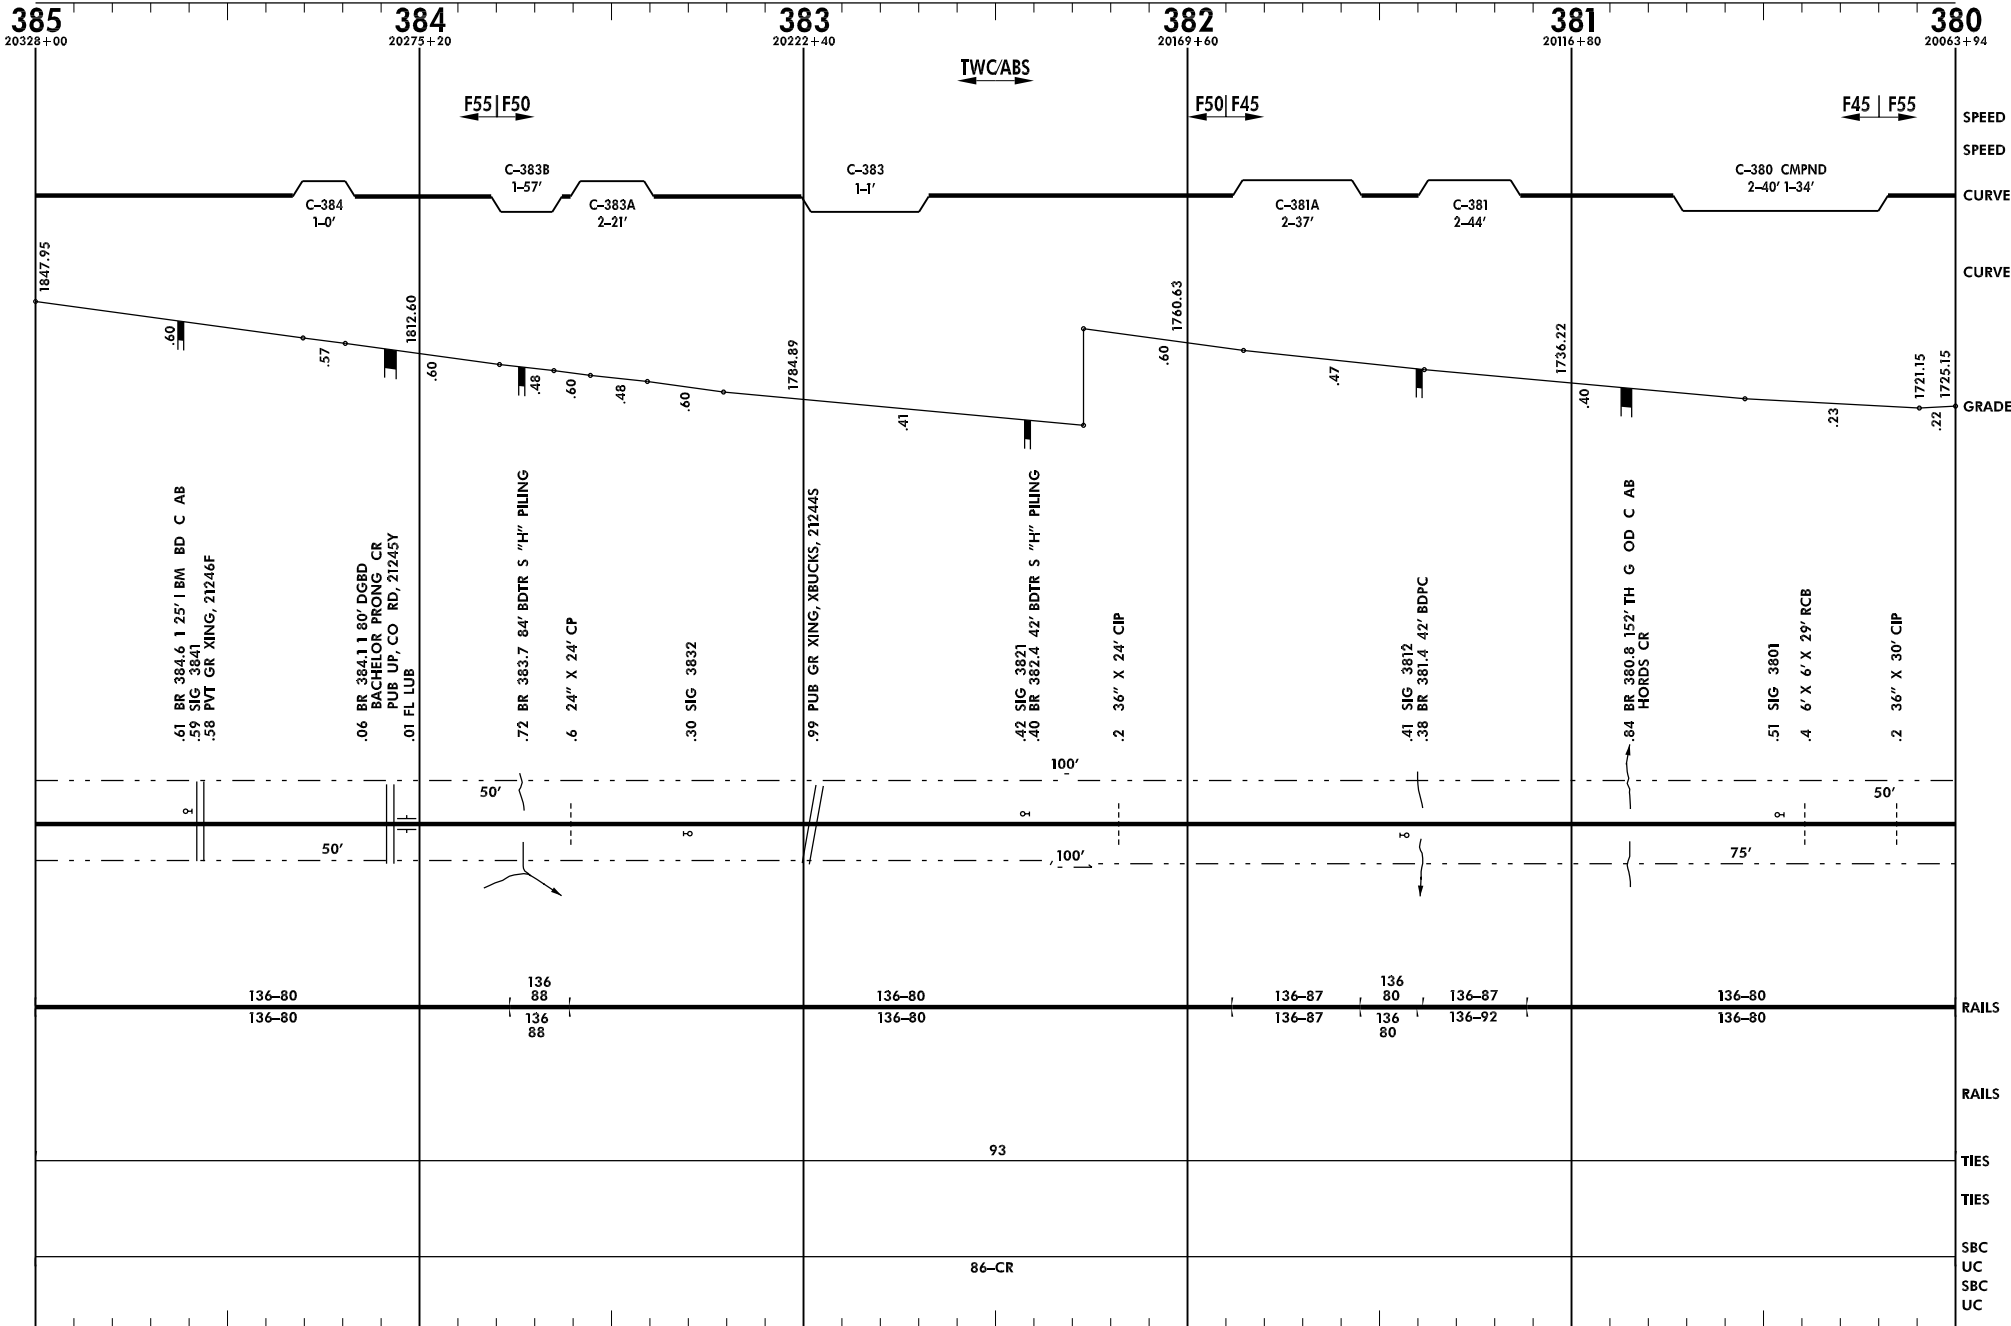 385 384 383 382 381 380
20328+00 20275+20 20222+40 20169+60 20116+80 20063+94
TWC/ABS
F55 | F50 F50 | F45 F45 | F55
SPEED
SPEED
C–383B
1–57'
C–383
1–1'
C–380 CMPND
2–40' 1–34'
CURVE
C–384
1–0'
C–383A
2–21'
C–381A
2–37'
C–381
2–44'
CURVE
1847.95
.60
.57
1812.60
.60
.48
.60
.48
.60
1784.89
.41
1760.63
.60
.47
1736.22
.40
.23
1721.15
.22
1725.15
GRADE
.61 BR 384.6 1 25' I BM BD C AB
.59 SIG 3841
.58 PVT GR XING, 21246F
.06 BR 384.1 1 80' DGBD
BACHELOR PRONG CR
PUB UP, CO RD, 21245Y
.01 FL LUB
.72 BR 383.7 84' BDTR S "H" PILING
.6 24" X 24' CP
.30 SIG 3832
.99 PUB GR XING, XBUCKS, 21244S
.42 SIG 3821
.40 BR 382.4 42' BDTR S "H" PILING
.2 36" X 24' CIP
.41 SIG 3812
.38 BR 381.4 42' BDPC
.84 BR 380.8 152' TH G OD C AB
HORDS CR
.51 SIG 3801
.4 6' X 6' X 29' RCB
.2 36" X 30' CIP
100'
50' 50'
50' 100' 75'
136–80 136
88 136–80 136–87 136
80 136–87 136–80
RAILS
136–80 136
88 136–80 136–87 136
80 136–92 136–80
RAILS
93
TIES
TIES
SBC
86–CR
UC
SBC
UC